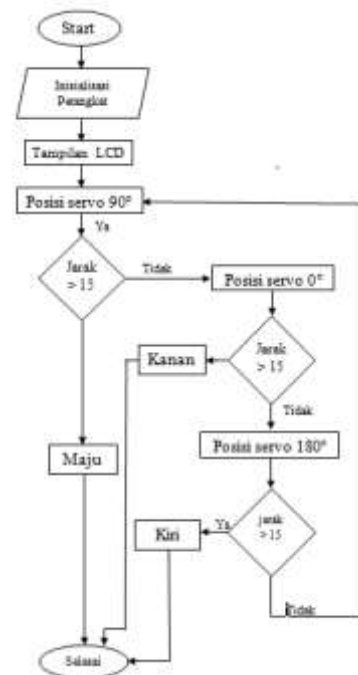 Start
Inisialisasi
Perangkat
Tampilan LCD
Posisi servo 90°
Ya
Jarak
> 15
Tidak
Posisi servo 0°
Jarak
> 15
Kanan
Tidak
Posisi servo 180°
Maju
jarak
> 15
Ya
Kiri
Tidak
Selesai